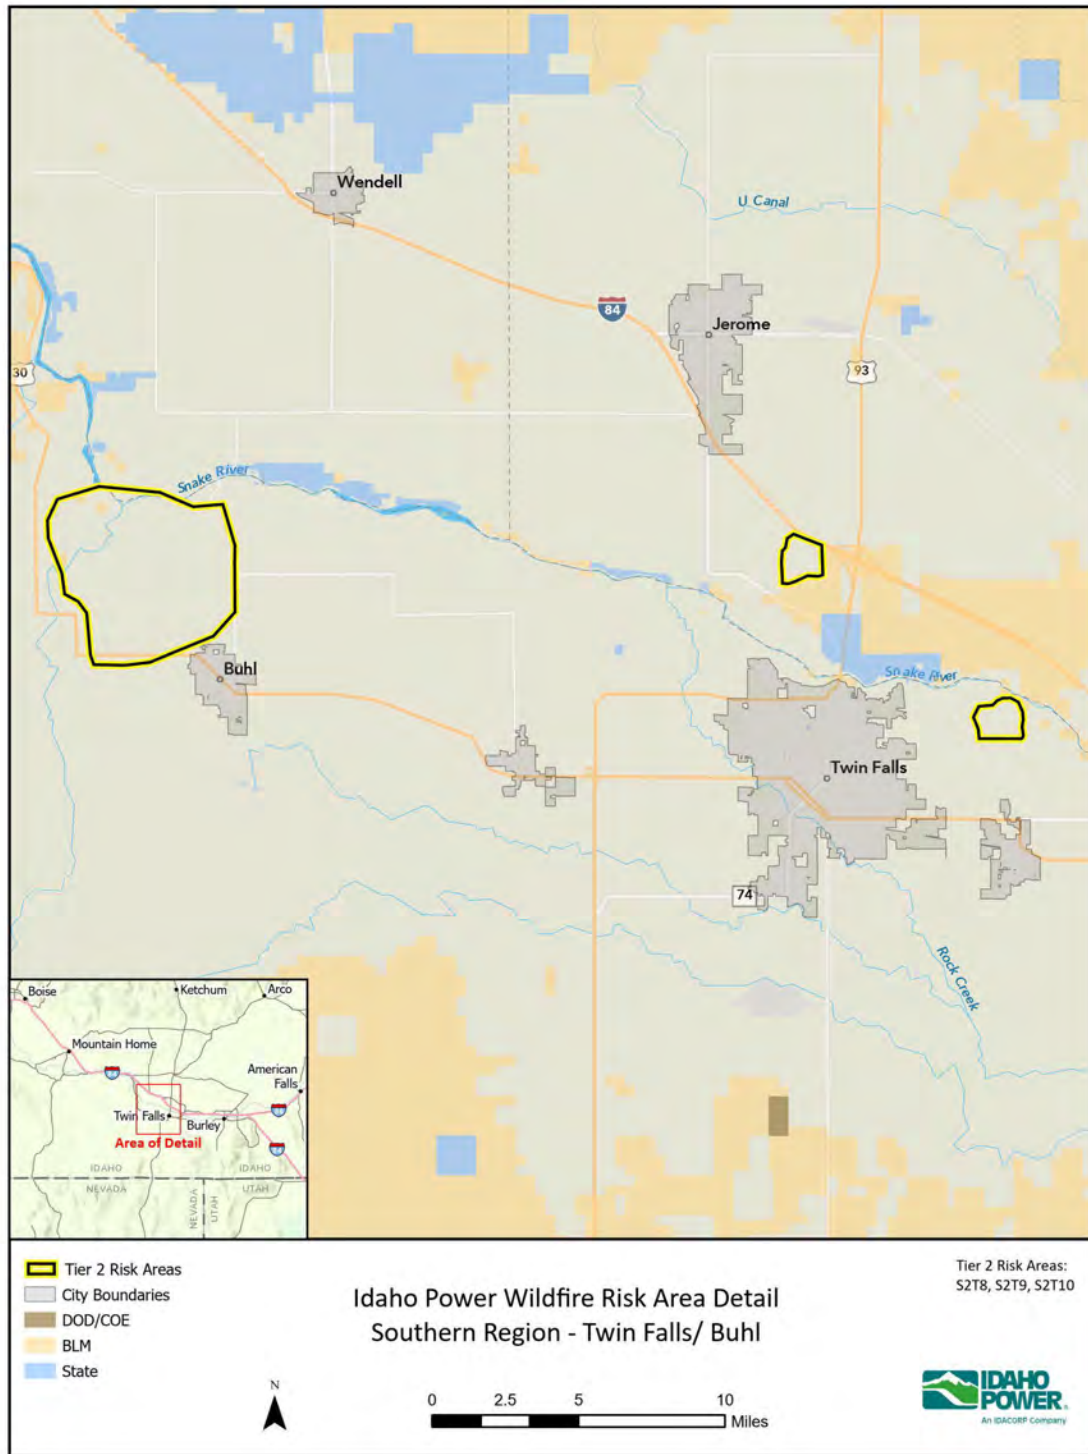 Wendell
U Canal
84
Jerome
30
93
Snake River
Buhl
Snake River
Twin Falls
74
Rock Creek
Boise
Ketchum
Arco
Mountain Home
American
Falls
Twin Falls
Burley
Area of Detail
IDAHO
NEVADA
IDAHO
UTAH
NEVADA
UTAH
Tier 2 Risk Areas
City Boundaries
DOD/COE
BLM
State
Idaho Power Wildfire Risk Area Detail
Southern Region - Twin Falls/ Buhl
N
0 2.5 5 10
Miles
Tier 2 Risk Areas:
S2T8, S2T9, S2T10
IDAHO
POWER®
An IDACORP Company